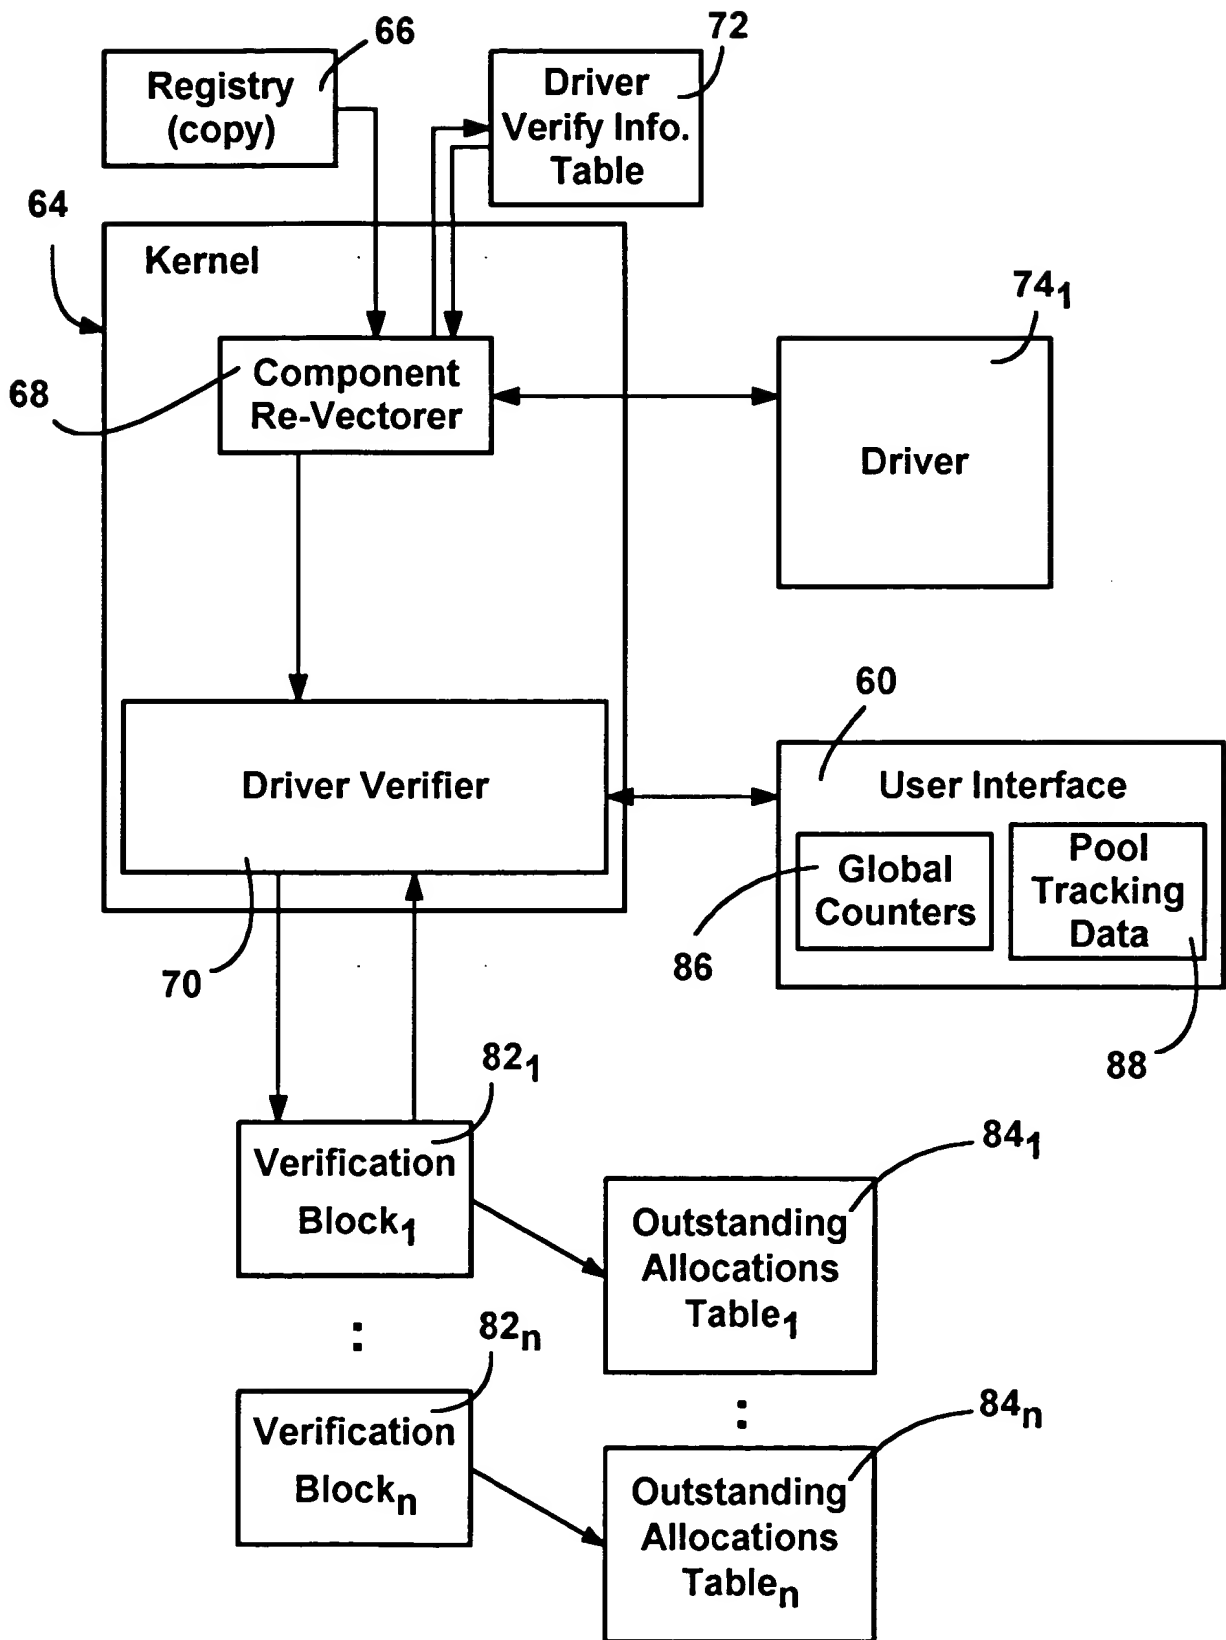 66
72
Registry
(copy)
Driver
Verify Info.
Table
64
Kernel
74₁
68
Component
Re-Vectorer
Driver
60
Driver Verifier
User Interface
Global
Counters
Pool
Tracking
Data
70
86
88
82₁
Verification
Block₁
84₁
Outstanding
Allocations
Table₁
:
82ₙ
:
84ₙ
Verification
Blockₙ
Outstanding
Allocations
Tableₙ